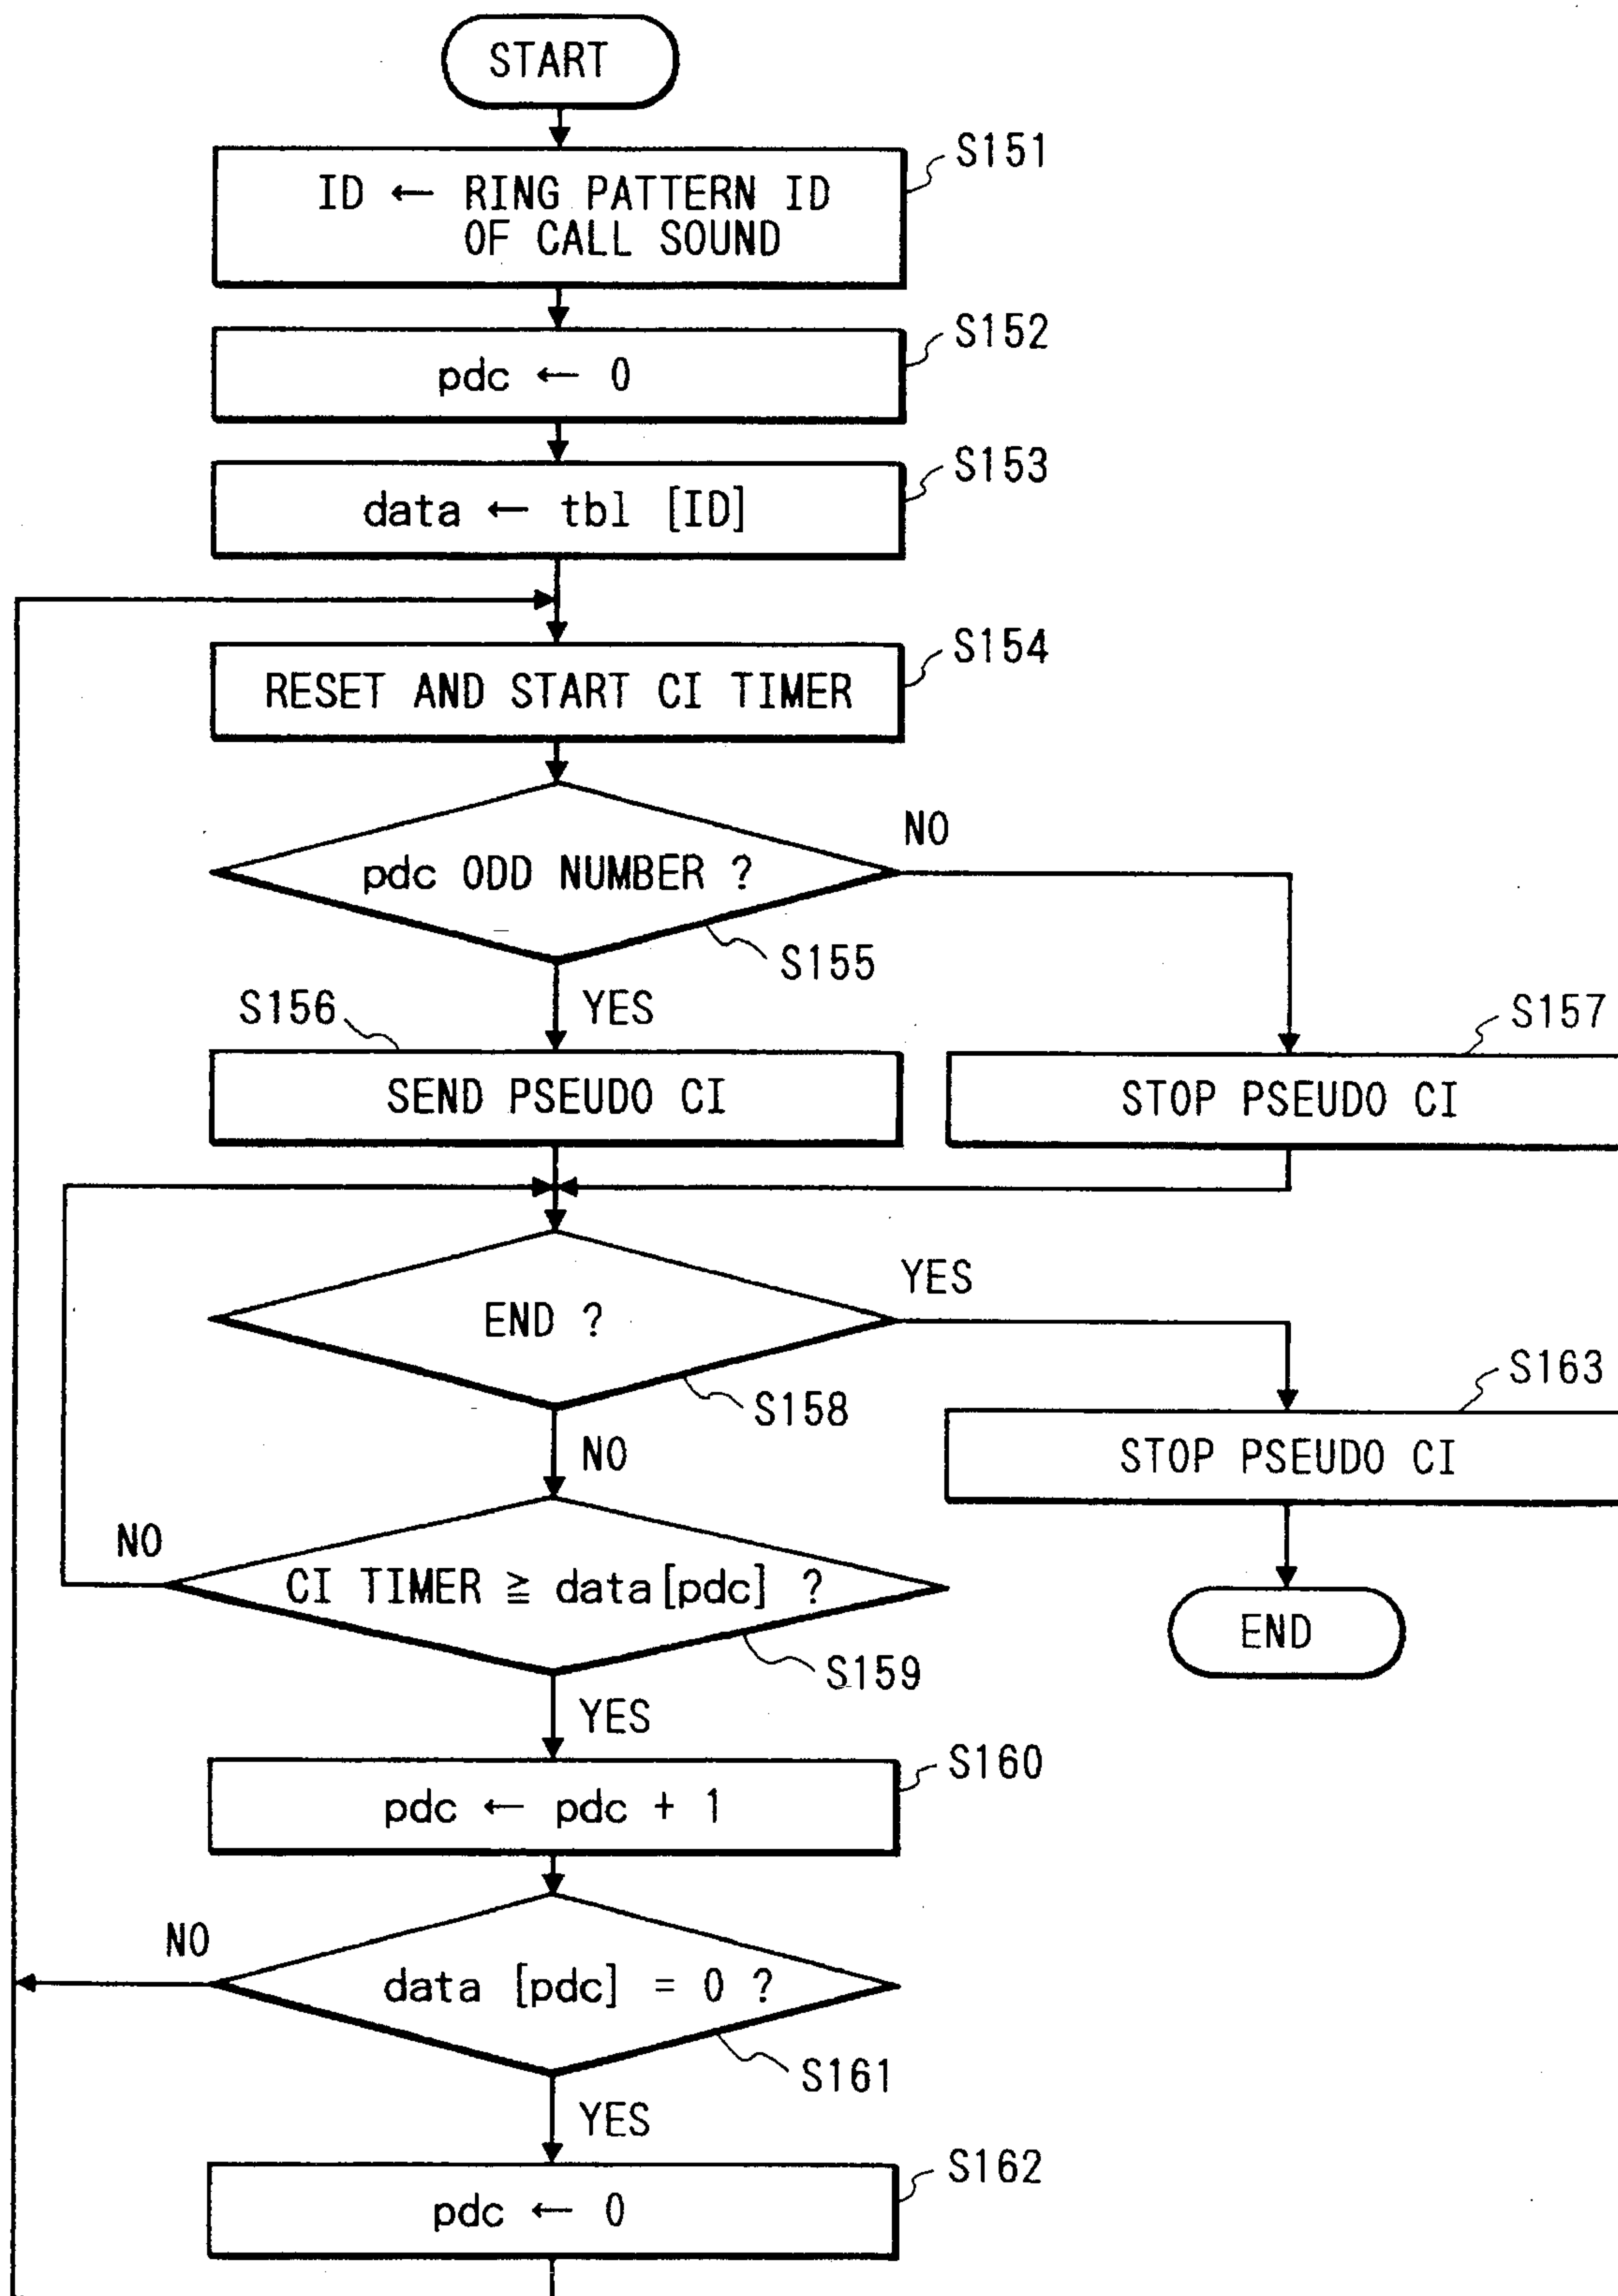 START
S151
ID ← RING PATTERN ID
OF CALL SOUND
S152
pdc ← 0
S153
data ← tbl [ID]
S154
RESET AND START CI TIMER
NO
pdc ODD NUMBER ?
S155
S156
YES
S157
SEND PSEUDO CI
STOP PSEUDO CI
YES
END ?
S163
S158
NO
STOP PSEUDO CI
NO
CI TIMER ≧ data[pdc] ?
END
S159
YES
S160
pdc ← pdc + 1
NO
data [pdc] = 0 ?
S161
YES
S162
pdc ← 0